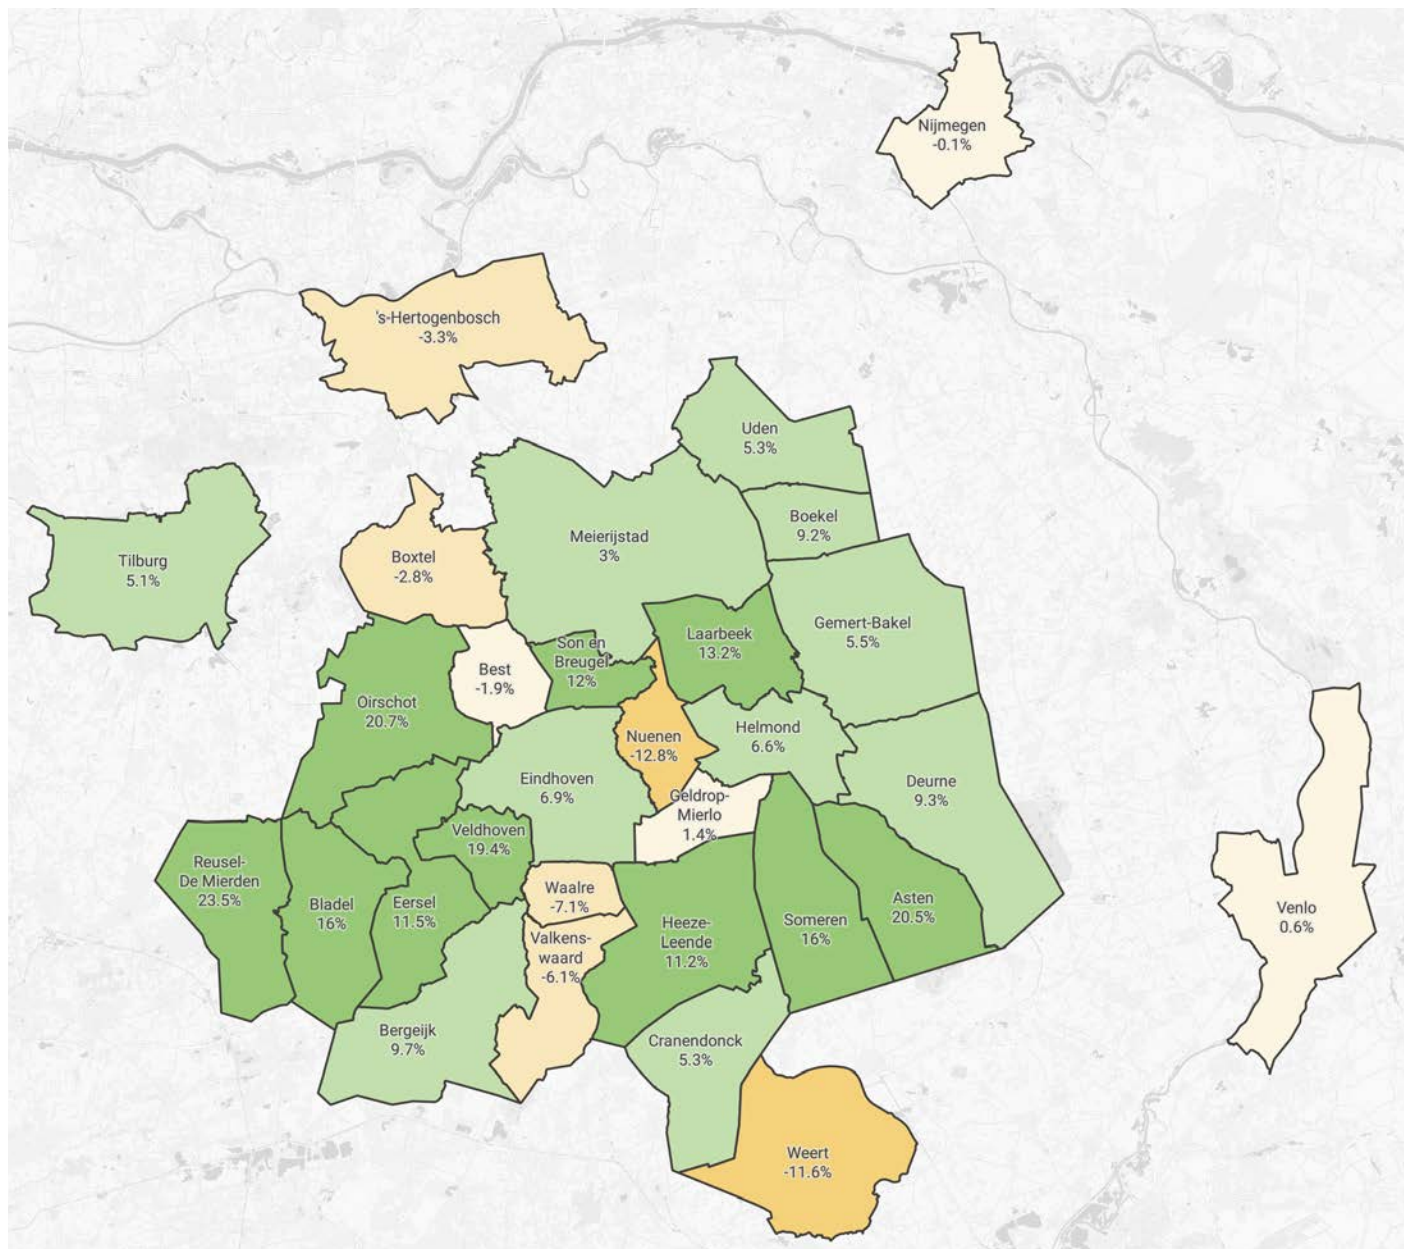 Nijmegen
-0.1%
's-Hertogenbosch
-3.3%
Uden
5.3%
Boekel
9.2%
Meierijstad
3%
Boxtel
-2.8%
Tilburg
5.1%
Gemert-Bakel
5.5%
Laarbeek
13.2%
Son en
Breugel
12%
Best
-1.9%
Oirschot
20.7%
Nuenen
-12.8%
Helmond
6.6%
Eindhoven
6.9%
Deurne
9.3%
Geldrop-
Mierlo
1.4%
Veldhoven
19.4%
Reusel-
De Mierden
23.5%
Bladel
16%
Eersel
11.5%
Waalre
-7.1%
Valkens-
waard
-6.1%
Heeze-
Leende
11.2%
Someren
16%
Asten
20.5%
Venlo
0.6%
Bergeijk
9.7%
Cranendonck
5.3%
Weert
-11.6%